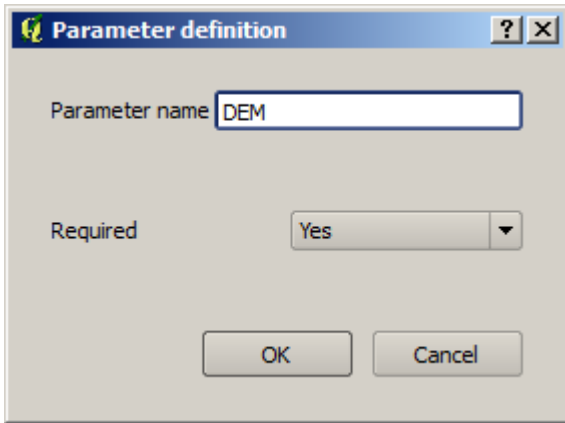 Parameter definition
Parameter name DEM
Required Yes
OK Cancel